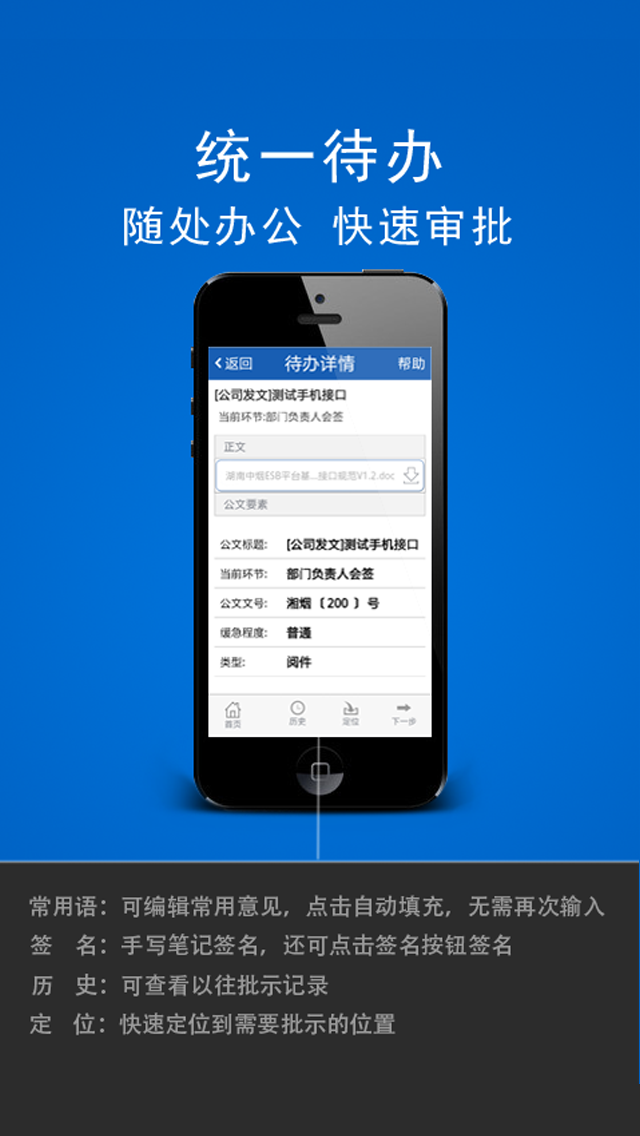 统一待办
随处办公 快速审批
返回 待办详情 帮助
[公司发文]测试手机接口
当前环节:部门负责人会签
正文
湖南中烟ESB平台基...接口规范V1.2.doc
公文要素
公文标题: [公司发文]测试手机接口
当前环节: 部门负责人会签
公文文号: 湘烟〔200 〕号
缓急程度: 普通
类型: 阅件
首页 历史 定位 下一步
常用语：可编辑常用意见，点击自动填充，无需再次输入
签 名：手写笔记签名，还可点击签名按钮签名
历 史：可查看以往批示记录
定 位：快速定位到需要批示的位置